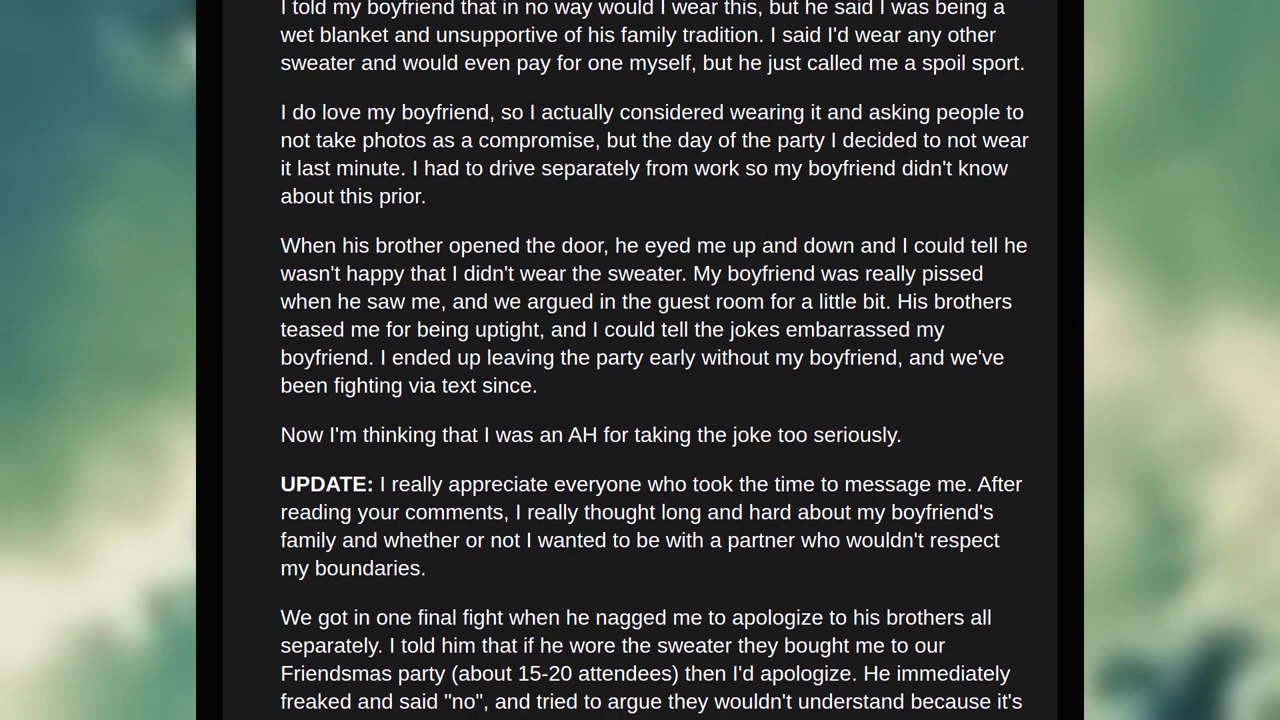 I told my boyfriend that in no way would I wear this, but he said I was being a
wet blanket and unsupportive of his family tradition. I said I'd wear any other
sweater and would even pay for one myself, but he just called me a spoil sport.
I do love my boyfriend, so I actually considered wearing it and asking people to
not take photos as a compromise, but the day of the party I decided to not wear
it last minute. I had to drive separately from work so my boyfriend didn't know
about this prior.
When his brother opened the door, he eyed me up and down and I could tell he
wasn't happy that I didn't wear the sweater. My boyfriend was really pissed
when he saw me, and we argued in the guest room for a little bit. His brothers
teased me for being uptight, and I could tell the jokes embarrassed my
boyfriend. I ended up leaving the party early without my boyfriend, and we've
been fighting via text since.
Now I'm thinking that I was an AH for taking the joke too seriously.
UPDATE: I really appreciate everyone who took the time to message me. After
reading your comments, I really thought long and hard about my boyfriend's
family and whether or not I wanted to be with a partner who wouldn't respect
my boundaries.
We got in one final fight when he nagged me to apologize to his brothers all
separately. I told him that if he wore the sweater they bought me to our
Friendsmas party (about 15-20 attendees) then I'd apologize. He immediately
freaked and said "no", and tried to argue they wouldn't understand because it's